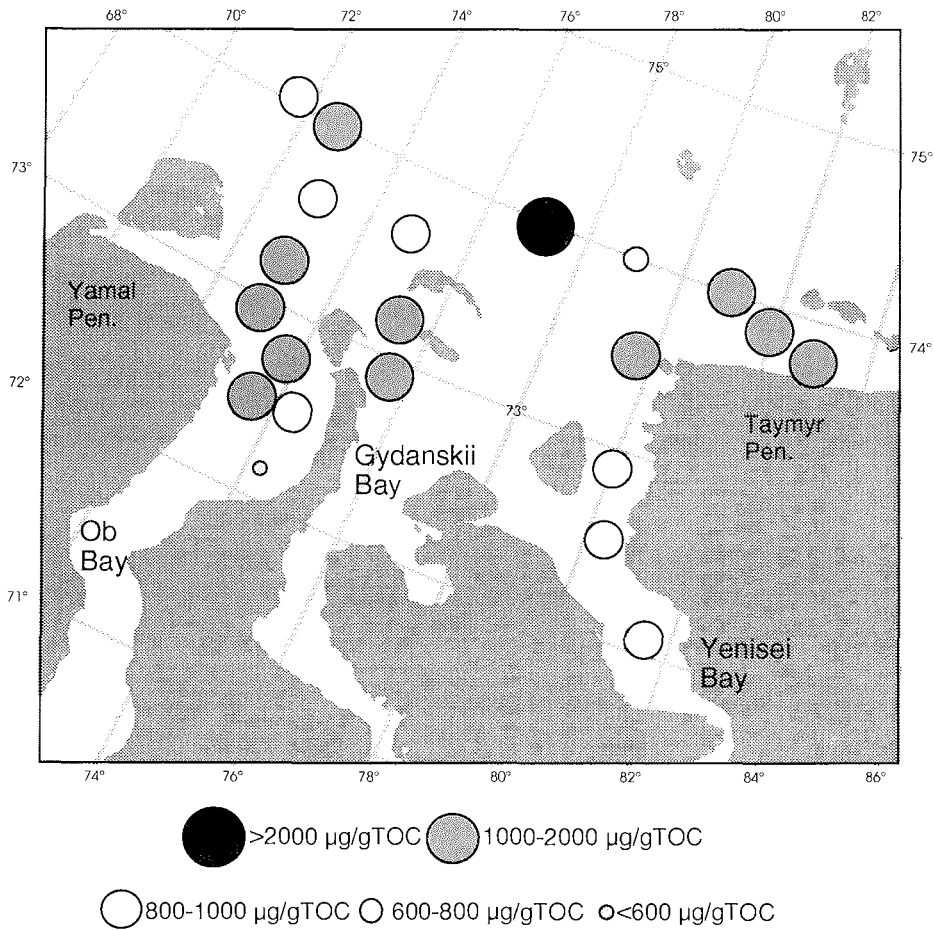 68° 70° 72° 74° 76° 78° 80° 82°
75°
75°
73°
Yamal
Pen.
74°
72°
73°
Taymyr
Pen.
Gydanskii
Bay
Ob
Bay
71°
Yenisei
Bay
74° 76° 78° 80° 82° 84° 86°
>2000 µg/gTOC 1000-2000 µg/gTOC
800-1000 µg/gTOC 600-800 µg/gTOC <600 µg/gTOC